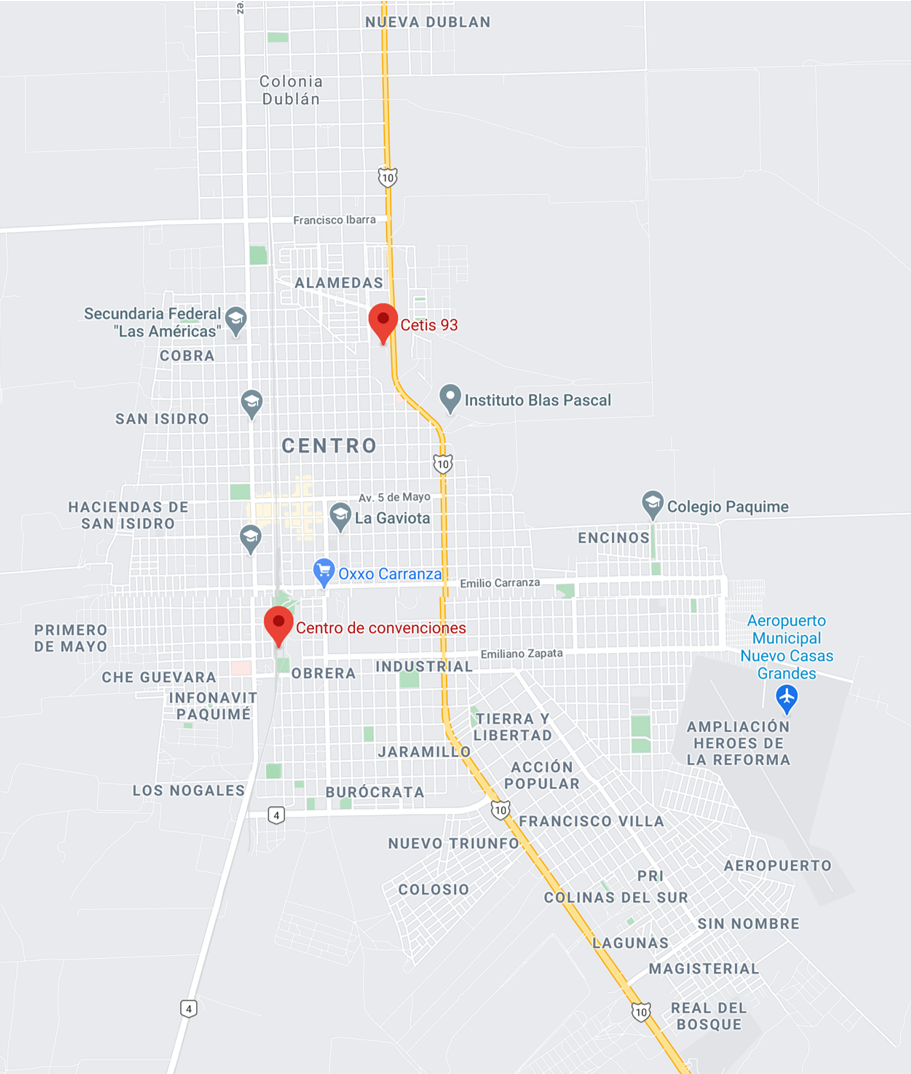 NUEVA DUBLAN
ez
Colonia
Dublán
10
Francisco Ibarra
ALAMEDAS
Secundaria Federal
"Las Américas"
Cetis 93
COBRA
Instituto Blas Pascal
SAN ISIDRO
CENTRO
10
Av. 5 de Mayo
HACIENDAS DE
SAN ISIDRO
La Gaviota
Colegio Paquime
ENCINOS
Oxxo Carranza
Emilio Carranza
PRIMERO
DE MAYO
Centro de convenciones
Aeropuerto
Municipal
Nuevo Casas
Grandes
Emiliano Zapata
CHE GUEVARA
OBRERA
INDUSTRIAL
INFONAVIT
PAQUIMÉ
TIERRA Y
LIBERTAD
AMPLIACIÓN
HEROES DE
LA REFORMA
JARAMILLO
ACCIÓN
POPULAR
LOS NOGALES
BURÓCRATA
4
10
FRANCISCO VILLA
NUEVO TRIUNFO
AEROPUERTO
PRI
COLOSIO
COLINAS DEL SUR
SIN NOMBRE
LAGUNAS
MAGISTERIAL
4
10
REAL DEL
BOSQUE